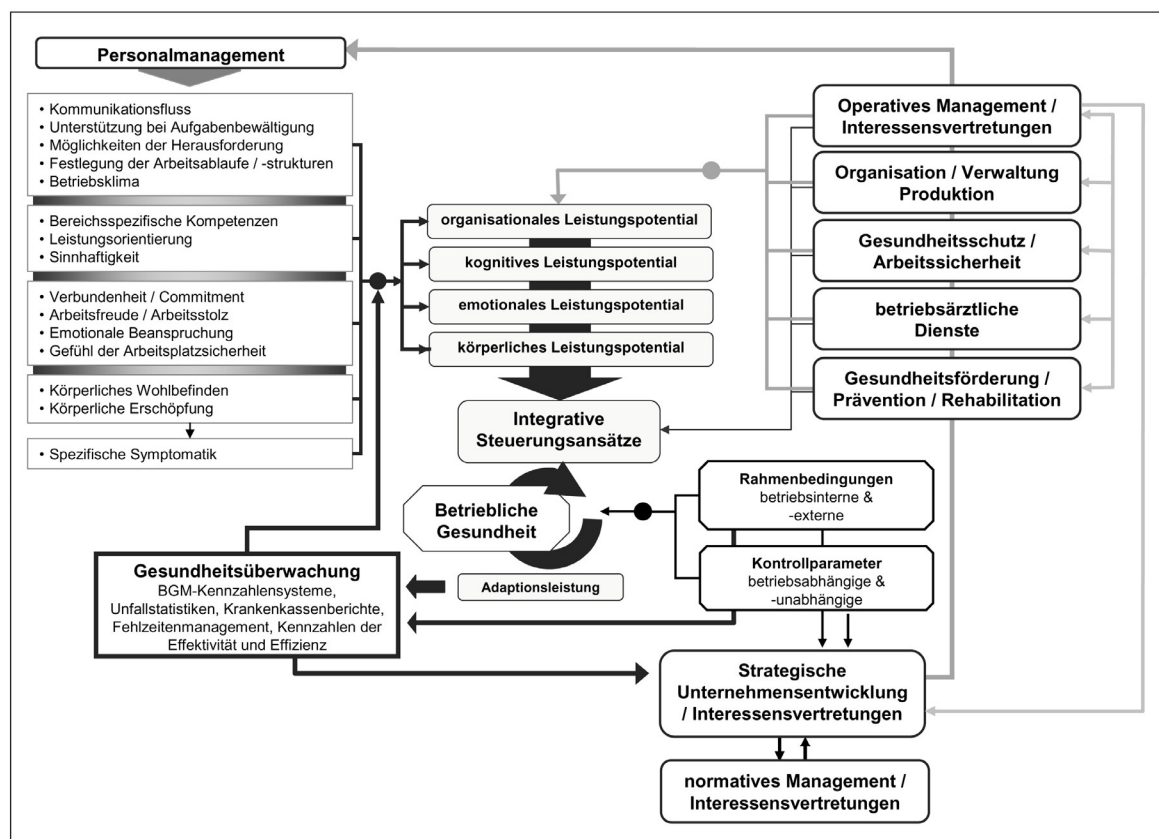 Personalmanagement
• Kommunikationsfluss
• Unterstützung bei Aufgabenbewältigung
• Möglichkeiten der Herausforderung
• Festlegung der Arbeitsablaufe / -strukturen
• Betriebsklima
• Bereichsspezifische Kompetenzen
• Leistungsorientierung
• Sinnhaftigkeit
• Verbundenheit / Commitment
• Arbeitsfreude / Arbeitsstolz
• Emotionale Beanspruchung
• Gefühl der Arbeitsplatzsicherheit
• Körperliches Wohlbefinden
• Körperliche Erschöpfung
• Spezifische Symptomatik
organisationales Leistungspotential
kognitives Leistungspotential
emotionales Leistungspotential
körperliches Leistungspotential
Integrative
Steuerungsansätze
Betriebliche
Gesundheit
Adaptionsleistung
Operatives Management /
Interessensvertretungen
Organisation / Verwaltung
Produktion
Gesundheitsschutz /
Arbeitssicherheit
betriebsärztliche
Dienste
Gesundheitsförderung /
Prävention / Rehabilitation
Rahmenbedingungen
betriebsinterne &
-externe
Kontrollparameter
betriebsabhängige &
-unabhängige
Gesundheitsüberwachung
BGM-Kennzahlensysteme,
Unfallstatistiken, Krankenkassenberichte,
Fehlzeitenmanagement, Kennzahlen der
Effektivität und Effizienz
Strategische
Unternehmensentwicklung
/ Interessensvertretungen
normatives Management /
Interessensvertretungen